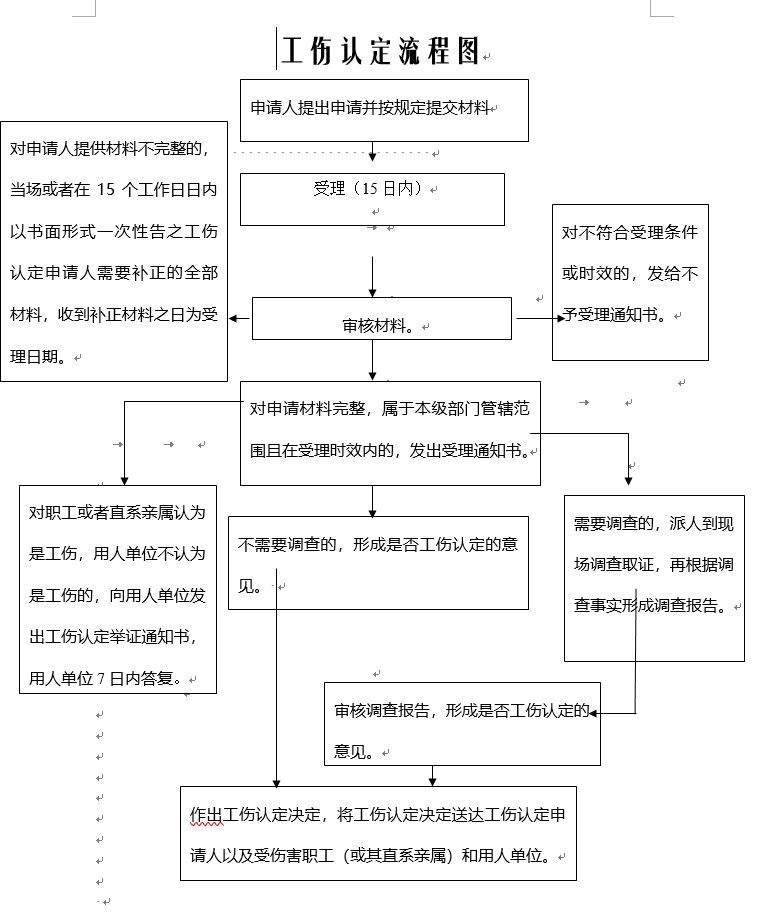 工伤认定流程图
申请人提出申请并按规定提交材料
对申请人提供材料不完整的，
当场或者在 15 个工作日日内
以书面形式一次性告之工伤
认定申请人需要补正的全部
材料，收到补正材料之日为受
理日期。
受理（15日内）
对不符合受理条件
或时效的，发给不
予受理通知书。
审核材料。
对申请材料完整，属于本级部门管辖范
围且在受理时效内的，发出受理通知书。
对职工或者直系亲属认为
是工伤，用人单位不认为
是工伤的，向用人单位发
出工伤认定举证通知书，
用人单位 7 日内答复。
不需要调查的，形成是否工伤认定的意
见。
需要调查的，派人到现
场调查取证，再根据调
查事实形成调查报告。
审核调查报告，形成是否工伤认定的
意见。
作出工伤认定决定，将工伤认定决定送达工伤认定申
请人以及受伤害职工（或其直系亲属）和用人单位。